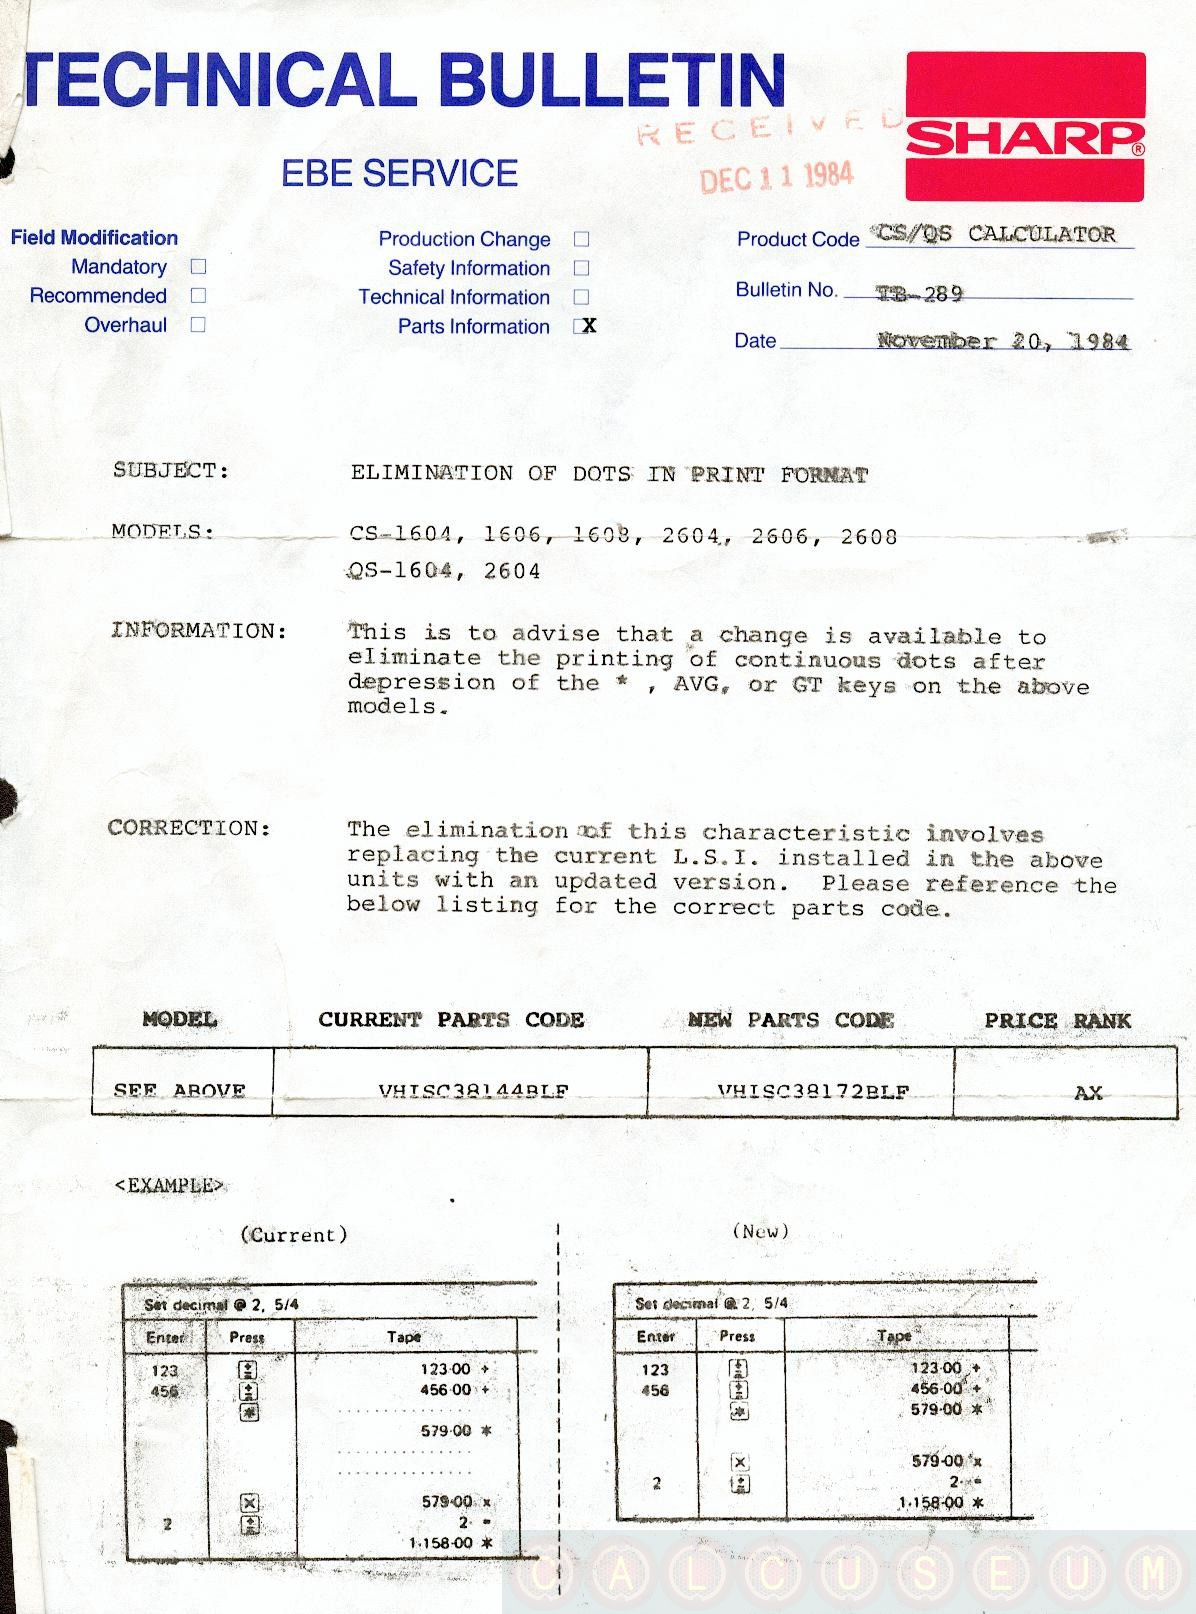 TECHNICAL BULLETIN
RECEIVED
DEC 11 1984
SHARP®
EBE SERVICE
Field Modification
Mandatory
Recommended
Overhaul
Production Change
Safety Information
Technical Information
Parts Information X
Product Code CS/QS CALCULATOR
Bulletin No. TB-289
Date November 20, 1984
SUBJECT: ELIMINATION OF DOTS IN PRINT FORMAT
MODELS: CS-1604, 1606, 1608, 2604, 2606, 2608
QS-1604, 2604
INFORMATION: This is to advise that a change is available to
eliminate the printing of continuous dots after
depression of the * , AVG, or GT keys on the above
models.
CORRECTION: The elimination of this characteristic involves
replacing the current L.S.I. installed in the above
units with an updated version. Please reference the
below listing for the correct parts code.
MODEL CURRENT PARTS CODE NEW PARTS CODE PRICE RANK
SEE ABOVE VHISC38144BLF VHISC38172BLF AX
<EXAMPLE>
(Current)
Set decimal @ 2, 5/4
Enter Press Tape
123 ± 123·00 +
456 ± 456·00 +
* ..............
579·00 *
..............
..............
× 579·00 x
2 ± 2· =
1·158·00 *
(New)
Set decimal @ 2, 5/4
Enter Press Tape
123 ± 123·00 +
456 ± 456·00 +
* 579·00 *
× 579·00 x
2 ± 2· =
1·158·00 *
CALCUSEUM